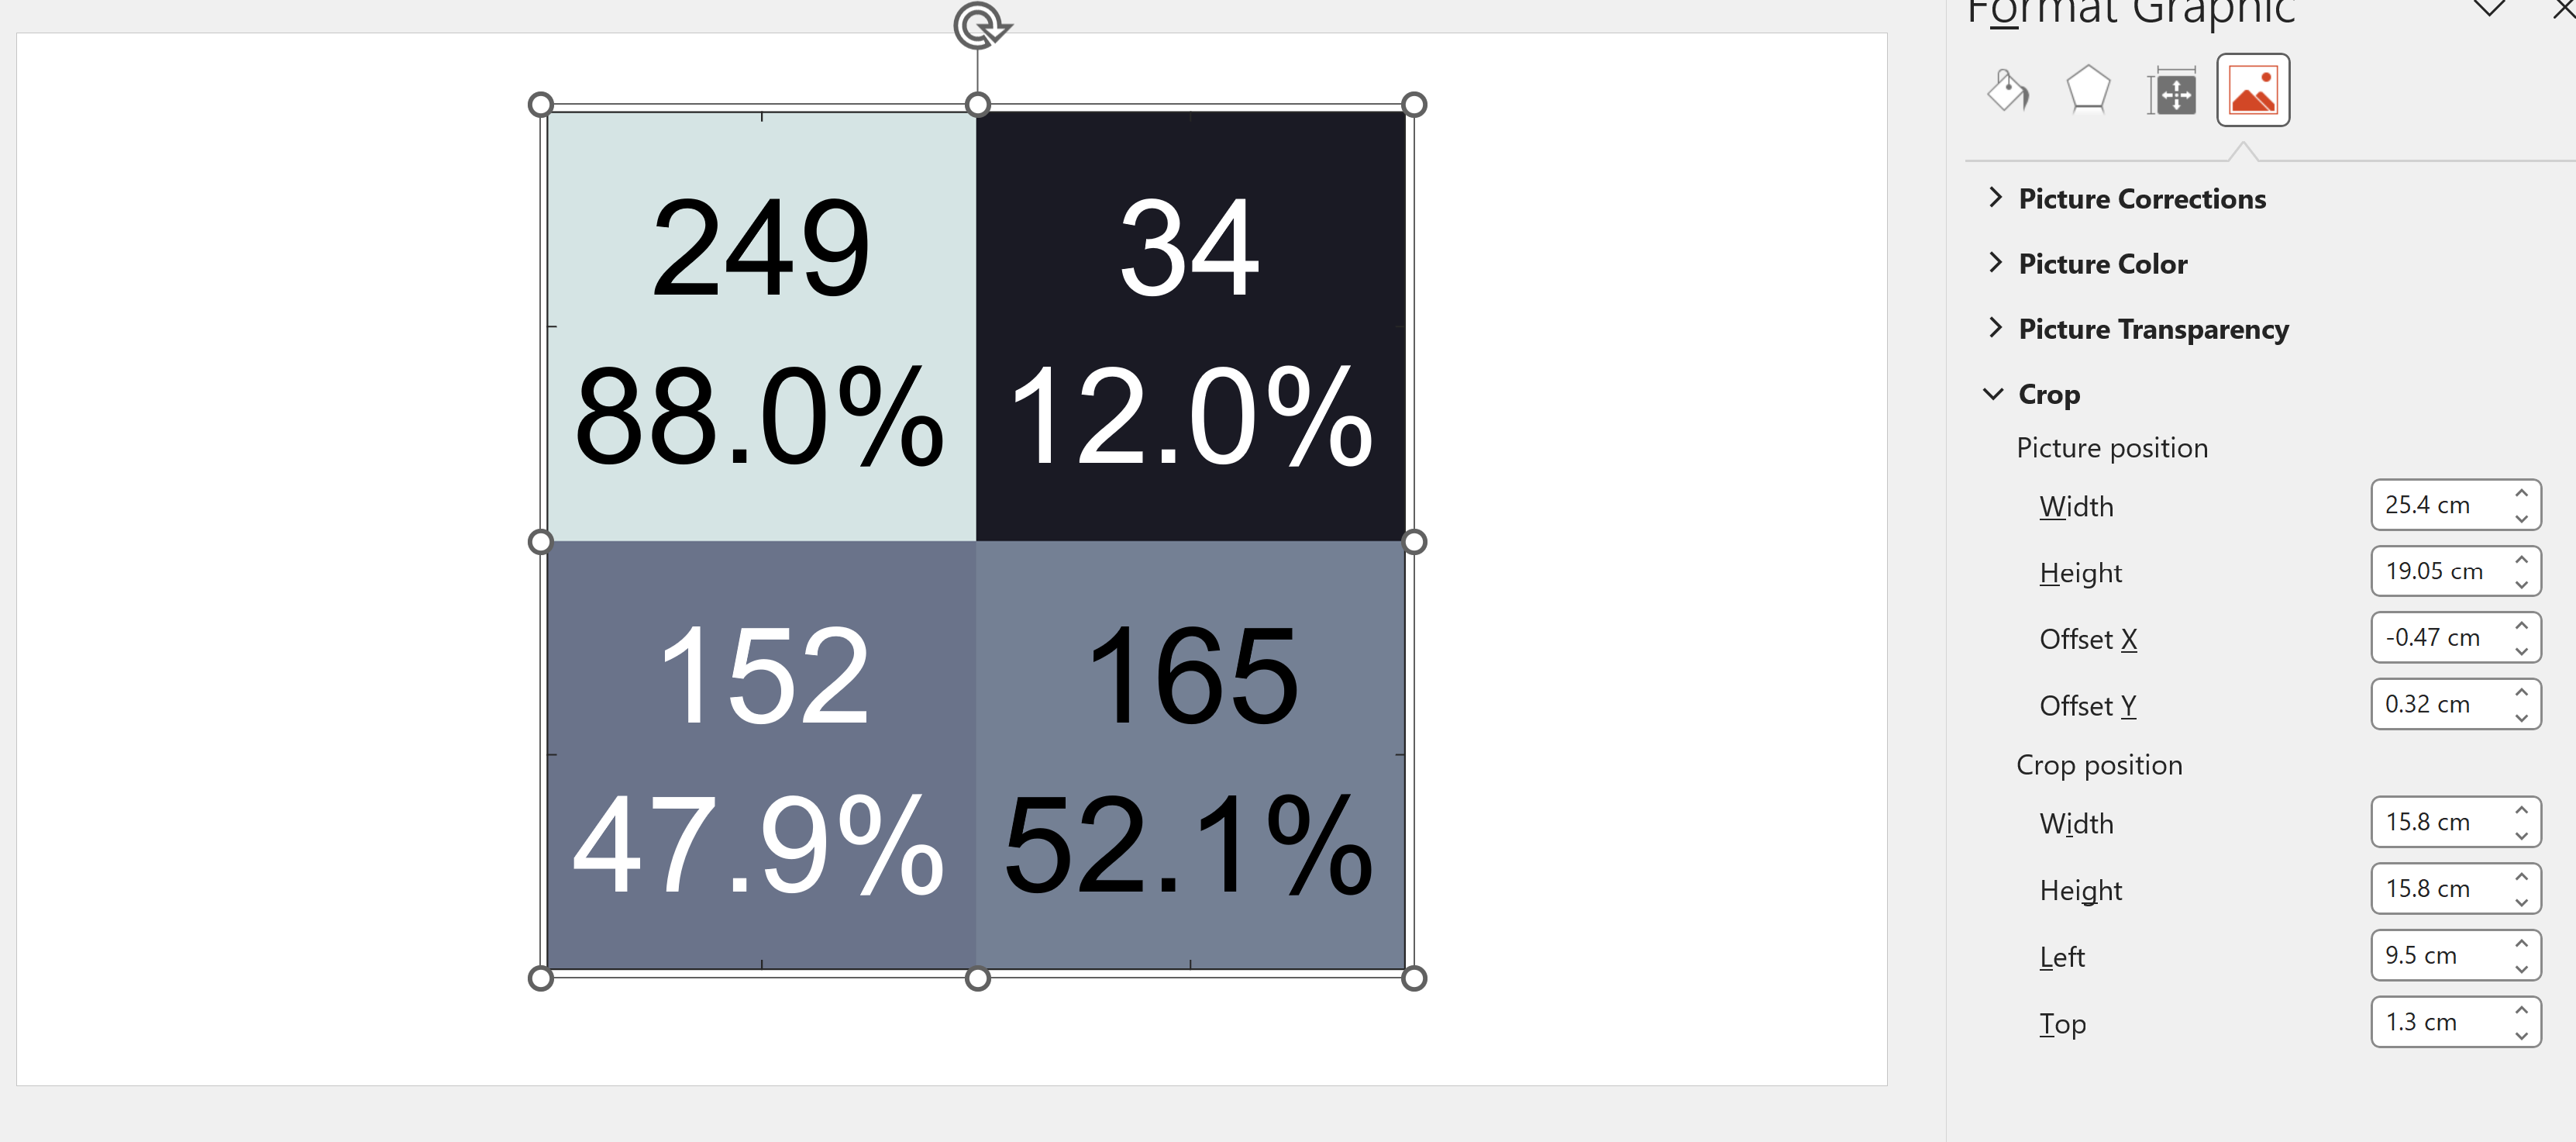 Format Graphic
249
34
88.0%
12.0%
152
165
47.9%
52.1%
Picture Corrections
Picture Color
Picture Transparency
Crop
Picture position
Width 25.4 cm
Height 19.05 cm
Offset X -0.47 cm
Offset Y 0.32 cm
Crop position
Width 15.8 cm
Height 15.8 cm
Left 9.5 cm
Top 1.3 cm